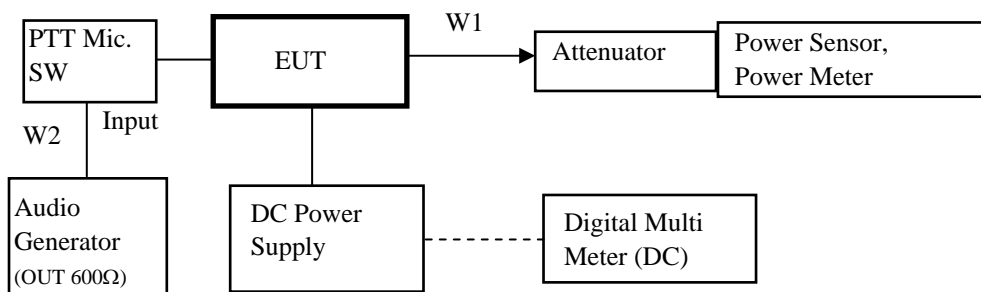 W1
PTT Mic.
SW
EUT
Attenuator
Power Sensor,
Power Meter
W2
Input
Audio
Generator
(OUT 600Ω)
DC Power
Supply
Digital Multi
Meter (DC)